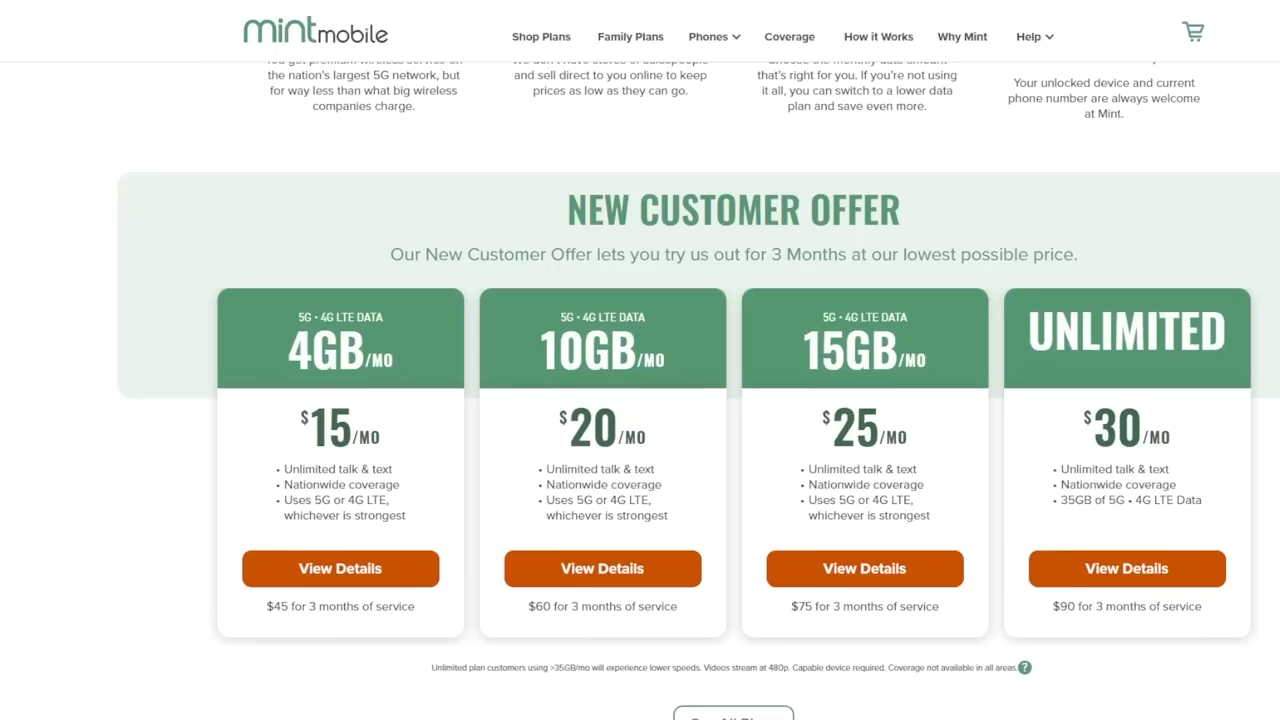 mintmobile
Shop Plans
Family Plans
Phones
Coverage
How it Works
Why Mint
Help
the nation's largest 5G network, but
for way less than what big wireless
companies charge.
and sell direct to you online to keep
prices as low as they can go.
that's right for you. If you're not using
it all, you can switch to a lower data
plan and save even more.
Your unlocked device and current
phone number are always welcome
at Mint.
NEW CUSTOMER OFFER
Our New Customer Offer lets you try us out for 3 Months at our lowest possible price.
5G • 4G LTE DATA
4GB/MO
$15/MO
• Unlimited talk & text
• Nationwide coverage
• Uses 5G or 4G LTE,
whichever is strongest
View Details
$45 for 3 months of service
5G • 4G LTE DATA
10GB/MO
$20/MO
• Unlimited talk & text
• Nationwide coverage
• Uses 5G or 4G LTE,
whichever is strongest
View Details
$60 for 3 months of service
5G • 4G LTE DATA
15GB/MO
$25/MO
• Unlimited talk & text
• Nationwide coverage
• Uses 5G or 4G LTE,
whichever is strongest
View Details
$75 for 3 months of service
UNLIMITED
$30/MO
• Unlimited talk & text
• Nationwide coverage
• 35GB of 5G • 4G LTE Data
View Details
$90 for 3 months of service
Unlimited plan customers using >35GB/mo will experience lower speeds. Videos stream at 480p. Capable device required. Coverage not available in all areas. ?